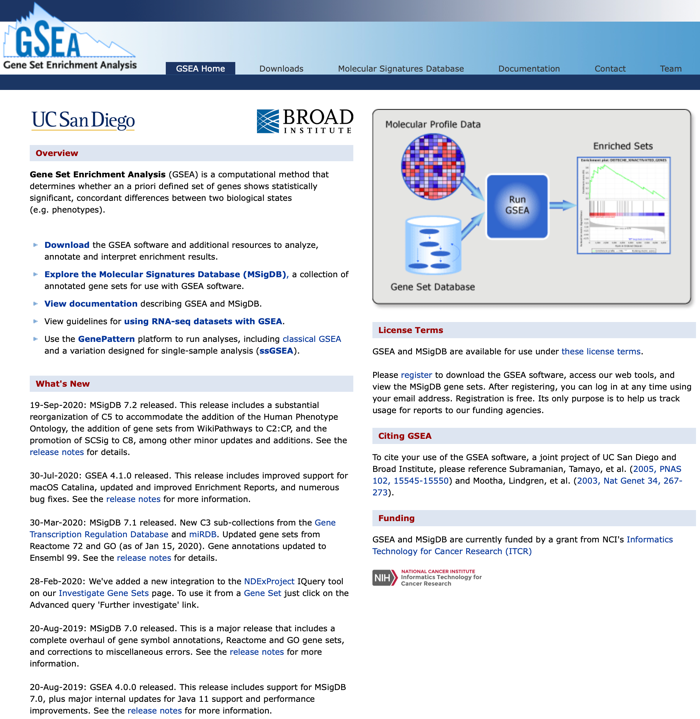 GSEA
Gene Set Enrichment Analysis
GSEA Home
Downloads
Molecular Signatures Database
Documentation
Contact
Team
UC San Diego
BROAD
INSTITUTE
Overview
Gene Set Enrichment Analysis (GSEA) is a computational method that
determines whether an a priori defined set of genes shows statistically
significant, concordant differences between two biological states
(e.g. phenotypes).
Download the GSEA software and additional resources to analyze,
annotate and interpret enrichment results.
Explore the Molecular Signatures Database (MSigDB), a collection of
annotated gene sets for use with GSEA software.
View documentation describing GSEA and MSigDB.
View guidelines for using RNA-seq datasets with GSEA.
Use the GenePattern platform to run analyses, including classical GSEA
and a variation designed for single-sample analysis (ssGSEA).
What's New
19-Sep-2020: MSigDB 7.2 released. This release includes a substantial
reorganization of C5 to accommodate the addition of the Human Phenotype
Ontology, the addition of gene sets from WikiPathways to C2:CP, and the
promotion of SCSig to C8, among other minor updates and additions. See the
release notes for details.
30-Jul-2020: GSEA 4.1.0 released. This release includes improved support for
macOS Catalina, updated and improved Enrichment Reports, and numerous
bug fixes. See the release notes for more information.
30-Mar-2020: MSigDB 7.1 released. New C3 sub-collections from the Gene
Transcription Regulation Database and miRDB. Updated gene sets from
Reactome 72 and GO (as of Jan 15, 2020). Gene annotations updated to
Ensembl 99. See the release notes for details.
28-Feb-2020: We've added a new integration to the NDExProject IQuery tool
on our Investigate Gene Sets page. To use it from a Gene Set just click on the
Advanced query 'Further investigate' link.
20-Aug-2019: MSigDB 7.0 released. This is a major release that includes a
complete overhaul of gene symbol annotations, Reactome and GO gene sets,
and corrections to miscellaneous errors. See the release notes for more
information.
20-Aug-2019: GSEA 4.0.0 released. This release includes support for MSigDB
7.0, plus major internal updates for Java 11 support and performance
improvements. See the release notes for more information.
Molecular Profile Data
Enriched Sets
Run
GSEA
Gene Set Database
License Terms
GSEA and MSigDB are available for use under these license terms.
Please register to download the GSEA software, access our web tools, and
view the MSigDB gene sets. After registering, you can log in at any time using
your email address. Registration is free. Its only purpose is to help us track
usage for reports to our funding agencies.
Citing GSEA
To cite your use of the GSEA software, a joint project of UC San Diego and
Broad Institute, please reference Subramanian, Tamayo, et al. (2005, PNAS
102, 15545-15550) and Mootha, Lindgren, et al. (2003, Nat Genet 34, 267-
273).
Funding
GSEA and MSigDB are currently funded by a grant from NCI's Informatics
Technology for Cancer Research (ITCR)
NIH
NATIONAL CANCER INSTITUTE
Informatics Technology for
Cancer Research